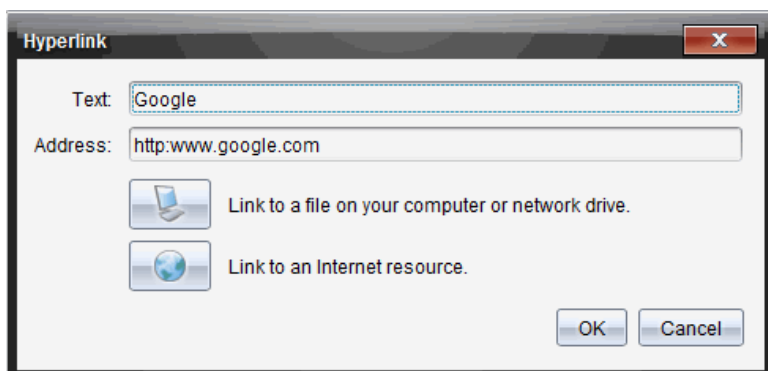 Hyperlink
X
Text: Google
Address: http:www.google.com
Link to a file on your computer or network drive.
Link to an Internet resource.
OK Cancel